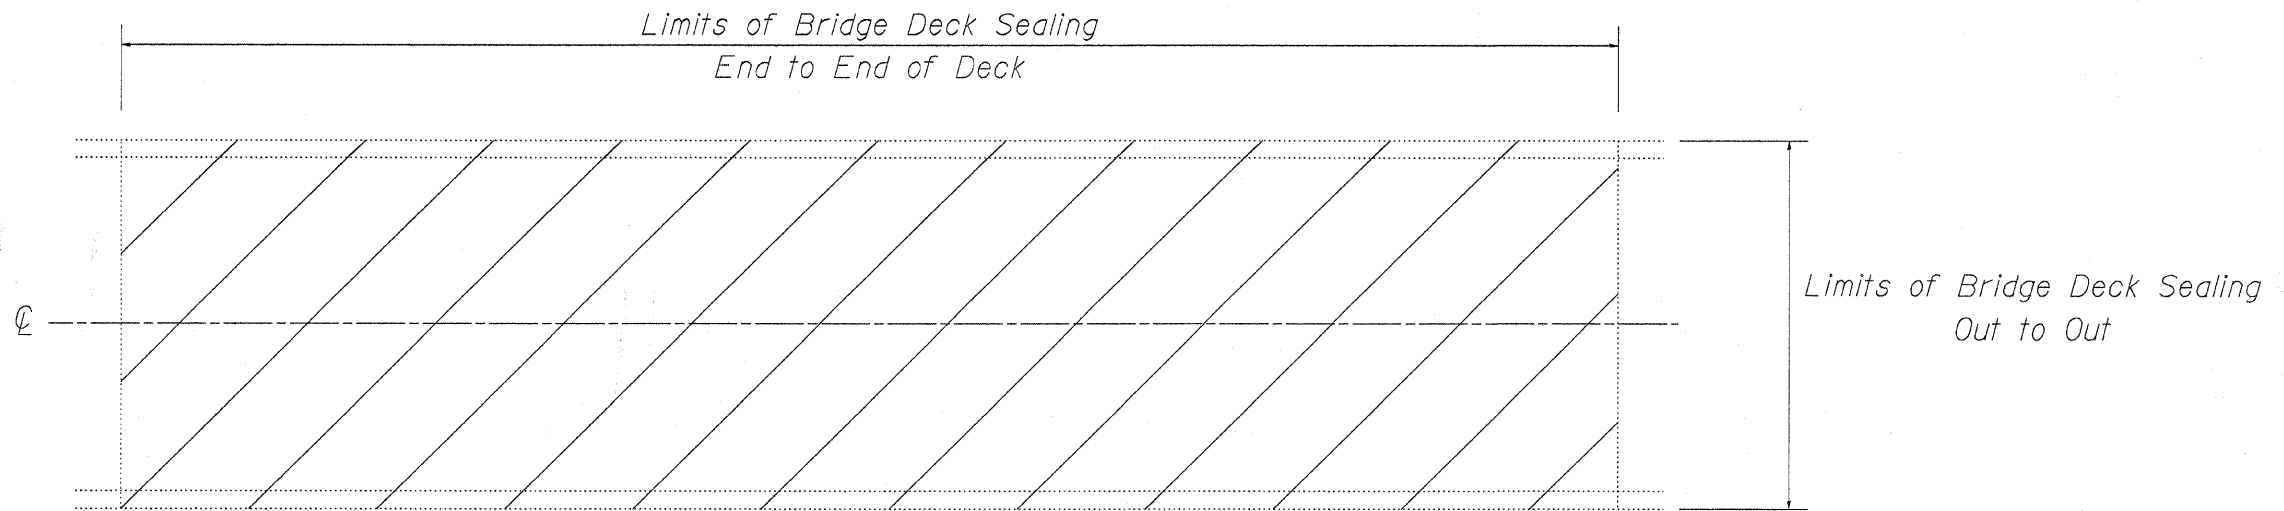 Limits of Bridge Deck Sealing
End to End of Deck
℄
Limits of Bridge Deck Sealing
Out to Out